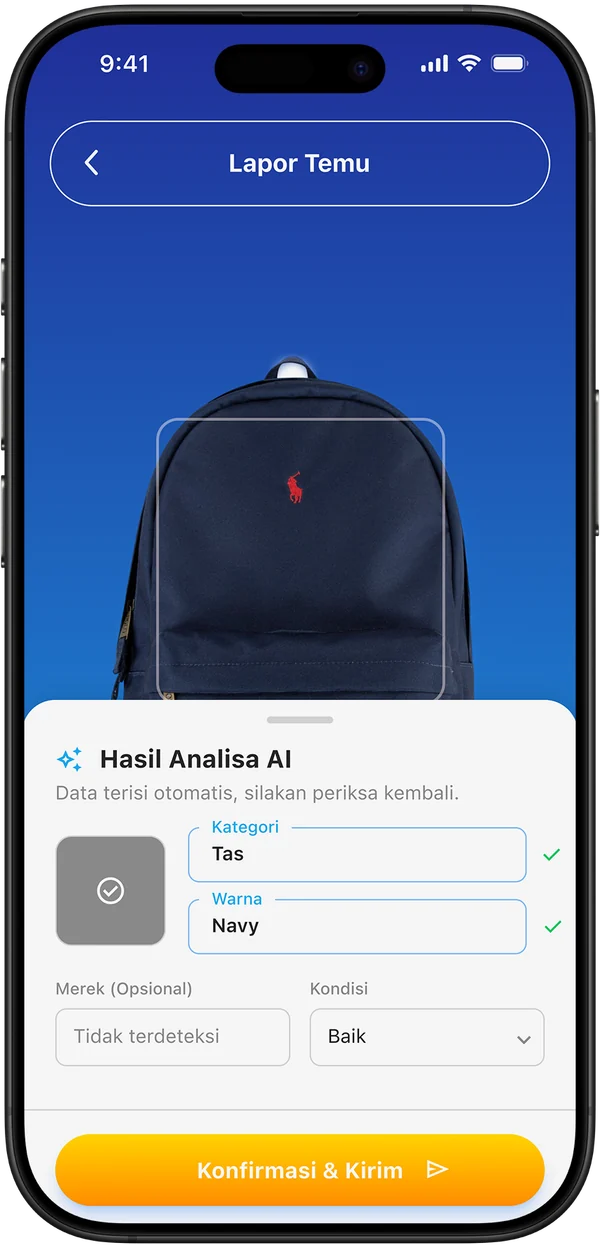 9:41
Lapor Temu
Hasil Analisa AI
Data terisi otomatis, silakan periksa kembali.
Kategori
Tas
Warna
Navy
Merek (Opsional)
Kondisi
Tidak terdeteksi
Baik
Konfirmasi & Kirim